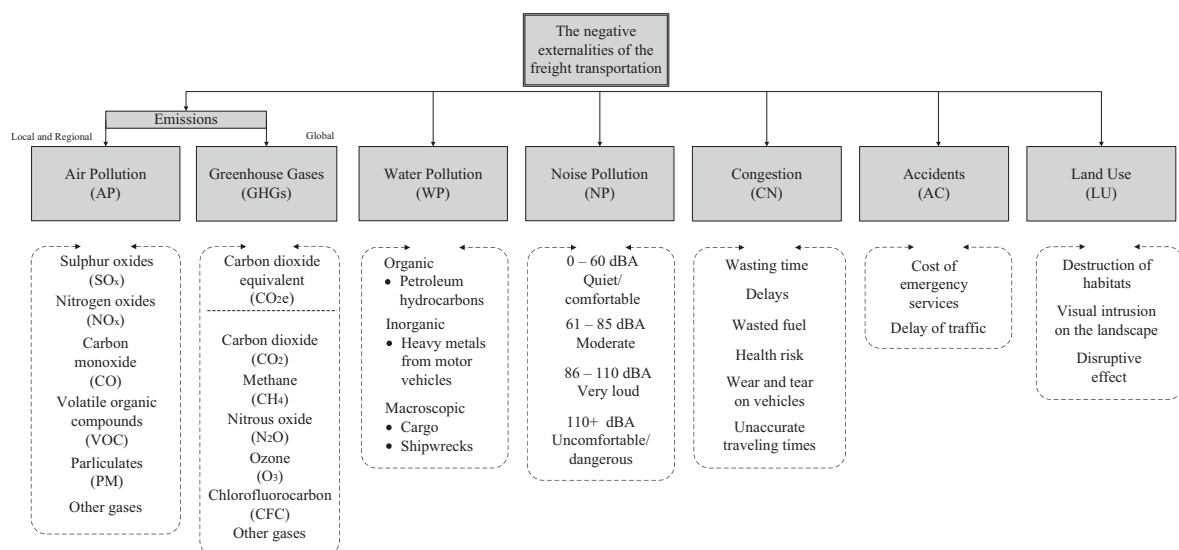 The negative
externalities of the
freight transportation
Emissions
Local and Regional
Global
Air Pollution
(AP)
Greenhouse Gases
(GHGs)
Water Pollution
(WP)
Noise Pollution
(NP)
Congestion
(CN)
Accidents
(AC)
Land Use
(LU)
Sulphur oxides
(SOx)
Nitrogen oxides
(NOx)
Carbon
monoxide
(CO)
Volatile organic
compounds
(VOC)
Parliculates
(PM)
Other gases
Carbon dioxide
equivalent
(CO2e)
Carbon dioxide
(CO2)
Methane
(CH4)
Nitrous oxide
(N2O)
Ozone
(O3)
Chlorofluorocarbon
(CFC)
Other gases
Organic
• Petroleum
hydrocarbons
Inorganic
• Heavy metals
from motor
vehicles
Macroscopic
• Cargo
• Shipwrecks
0 – 60 dBA
Quiet/
comfortable
61 – 85 dBA
Moderate
86 – 110 dBA
Very loud
110+ dBA
Uncomfortable/
dangerous
Wasting time
Delays
Wasted fuel
Health risk
Wear and tear
on vehicles
Unaccurate
traveling times
Cost of
emergency
services
Delay of traffic
Destruction of
habitats
Visual intrusion
on the landscape
Disruptive
effect